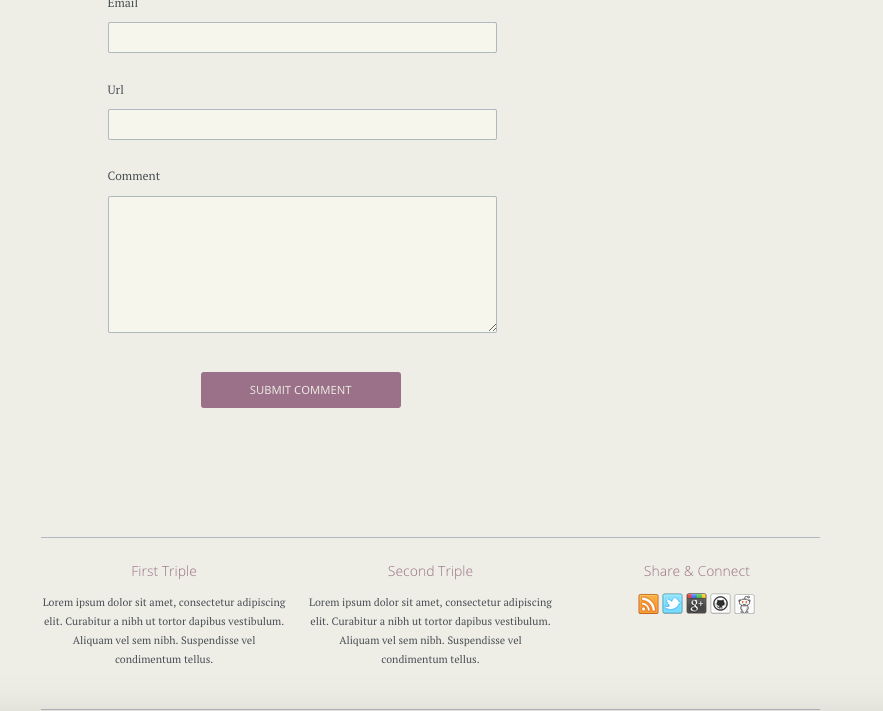 Email
Url
Comment
SUBMIT COMMENT
First Triple
Lorem ipsum dolor sit amet, consectetur adipiscing
elit. Curabitur a nibh ut tortor dapibus vestibulum.
Aliquam vel sem nibh. Suspendisse vel
condimentum tellus.
Second Triple
Lorem ipsum dolor sit amet, consectetur adipiscing
elit. Curabitur a nibh ut tortor dapibus vestibulum.
Aliquam vel sem nibh. Suspendisse vel
condimentum tellus.
Share & Connect
g+